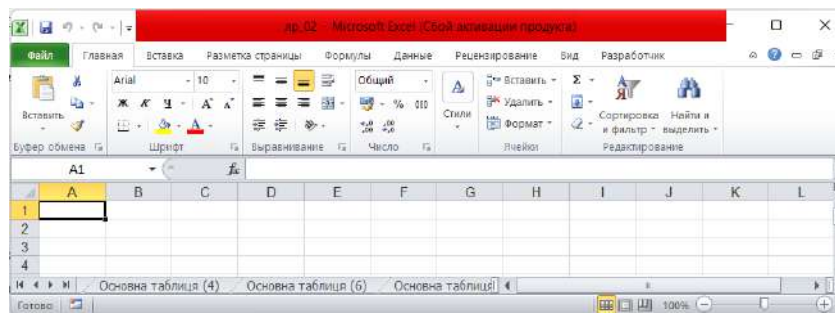 лр_02 - Microsoft Excel (Сбой активации продукта)
Файл Главная Вставка Разметка страницы Формулы Данные Рецензирование Вид Разработчик
Arial 10 Общий Вставить Σ
Вставить Ж К Ч А А % 000 Стили Удалить Сортировка и фильтр Найти и выделить
Формат
Буфер обмена Шрифт Выравнивание Число Ячейки Редактирование
A1 fx
A B C D E F G H I J K L
1
2
3
4
Основна таблиця (4) Основна таблиця (6) Основна таблиця
Готово 100%